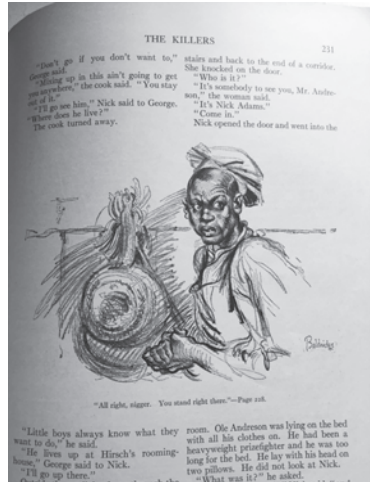 THE KILLERS
231
"Don't go if you don't want to,"
George said.
"Mixing up in this ain't going to get
you anywhere," the cook said. "You stay
out of it."
"I'll go see him," Nick said to George.
"Where does he live?"
The cook turned away.
stairs and back to the end of a corridor.
She knocked on the door.
"Who is it?"
"It's somebody to see you, Mr. Andre-
son," the woman said.
"It's Nick Adams."
"Come in."
Nick opened the door and went into the
"All right, nigger. You stand right there."—Page 228.
"Little boys always know what they
want to do," he said.
"He lives up at Hirsch's rooming-
house," George said to Nick.
"I'll go up there."
room. Ole Andreson was lying on the bed
with all his clothes on. He had been a
heavyweight prizefighter and he was too
long for the bed. He lay with his head on
two pillows. He did not look at Nick.
"What was it?" he asked.